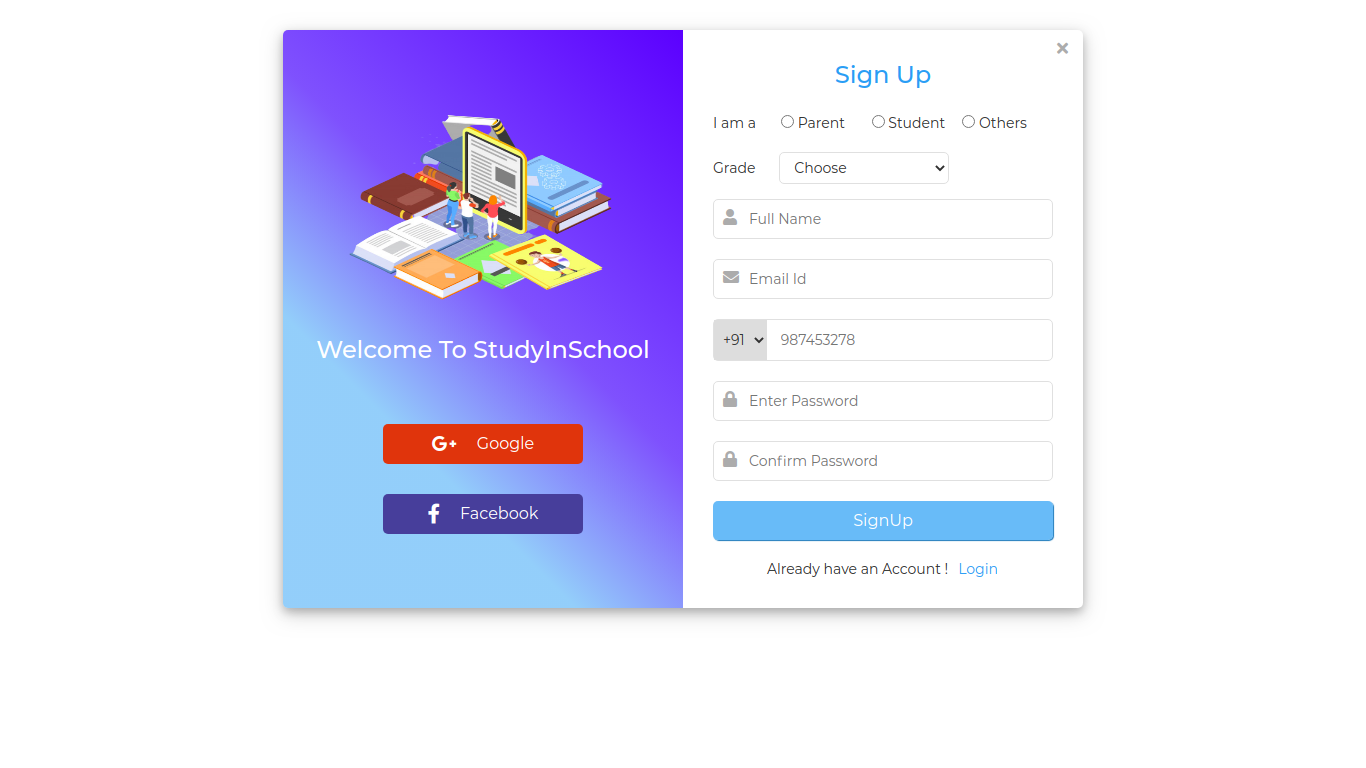 ×
Sign Up
I am a Parent Student Others
Grade Choose
Full Name
Email Id
+91 987453278
Enter Password
Confirm Password
SignUp
Already have an Account ! Login
Welcome To StudyInSchool
G+ Google
f Facebook